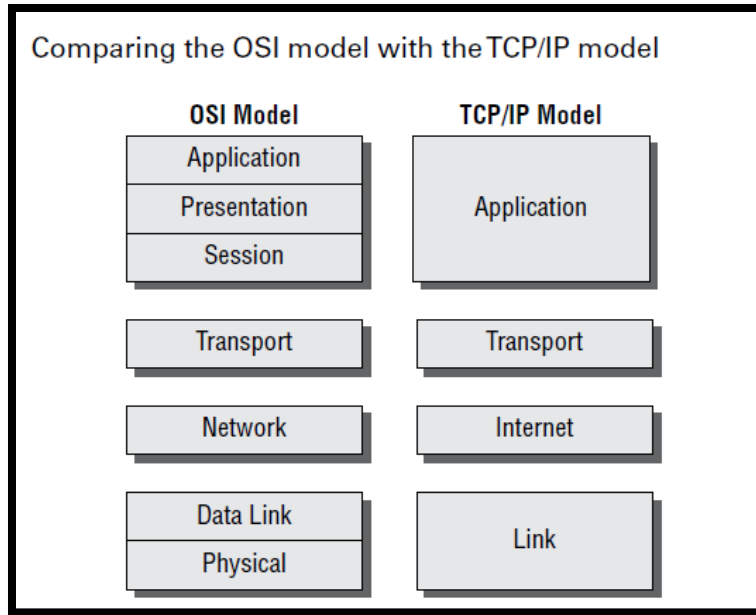 Comparing the OSI model with the TCP/IP model
OSI Model
Application
Presentation
Session
Transport
Network
Data Link
Physical
TCP/IP Model
Application
Transport
Internet
Link